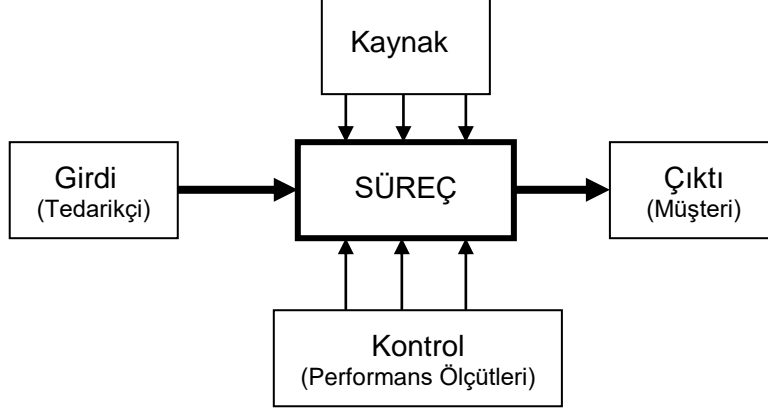 Kaynak
Girdi
(Tedarikçi)
SÜREÇ
Çıktı
(Müşteri)
Kontrol
(Performans Ölçütleri)